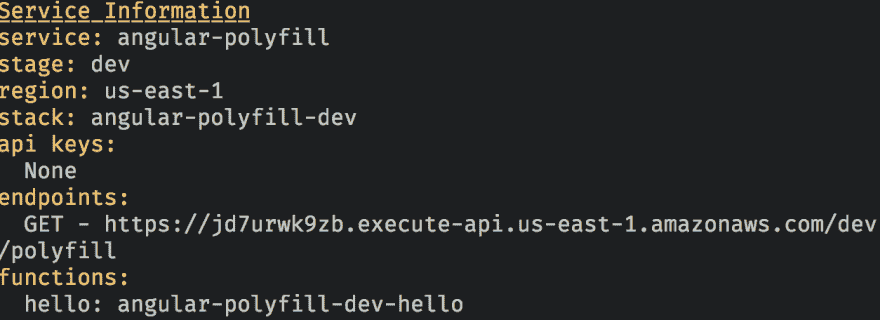 Service Information
service: angular-polyfill
stage: dev
region: us-east-1
stack: angular-polyfill-dev
api keys:
  None
endpoints:
  GET - https://jd7urwk9zb.execute-api.us-east-1.amazonaws.com/dev
/polyfill
functions:
  hello: angular-polyfill-dev-hello